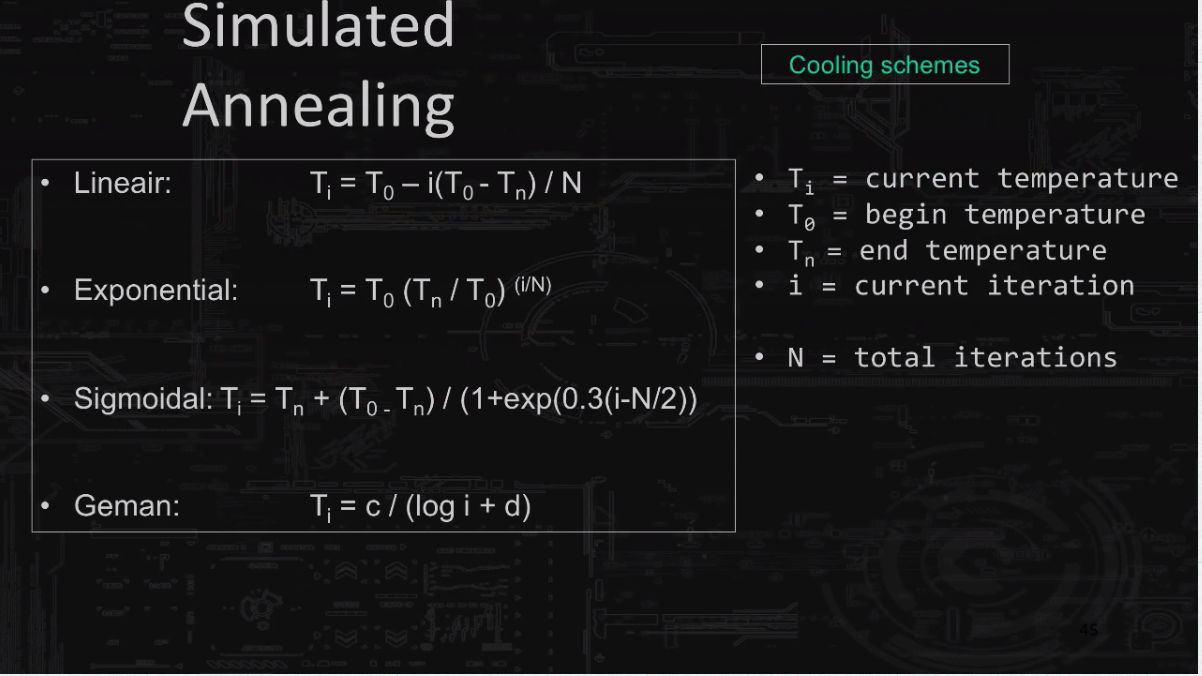 Simulated
Annealing
Cooling schemes
• Lineair: Tᵢ = T₀ – i(T₀ - Tₙ) / N
• Exponential: Tᵢ = T₀ (Tₙ / T₀) ⁽ⁱ/ᴺ⁾
• Sigmoidal: Tᵢ = Tₙ + (T₀ - Tₙ) / (1+exp(0.3(i-N/2))
• Geman: Tᵢ = c / (log i + d)
• Tᵢ = current temperature
• T₀ = begin temperature
• Tₙ = end temperature
• i = current iteration
• N = total iterations
45